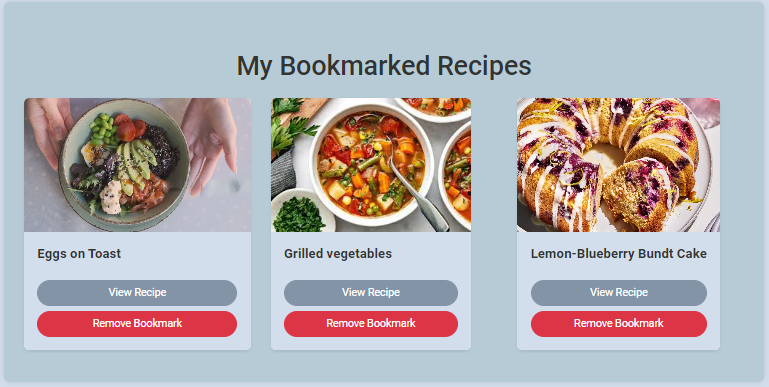 My Bookmarked Recipes
Eggs on Toast
View Recipe
Remove Bookmark
Grilled vegetables
View Recipe
Remove Bookmark
Lemon-Blueberry Bundt Cake
View Recipe
Remove Bookmark